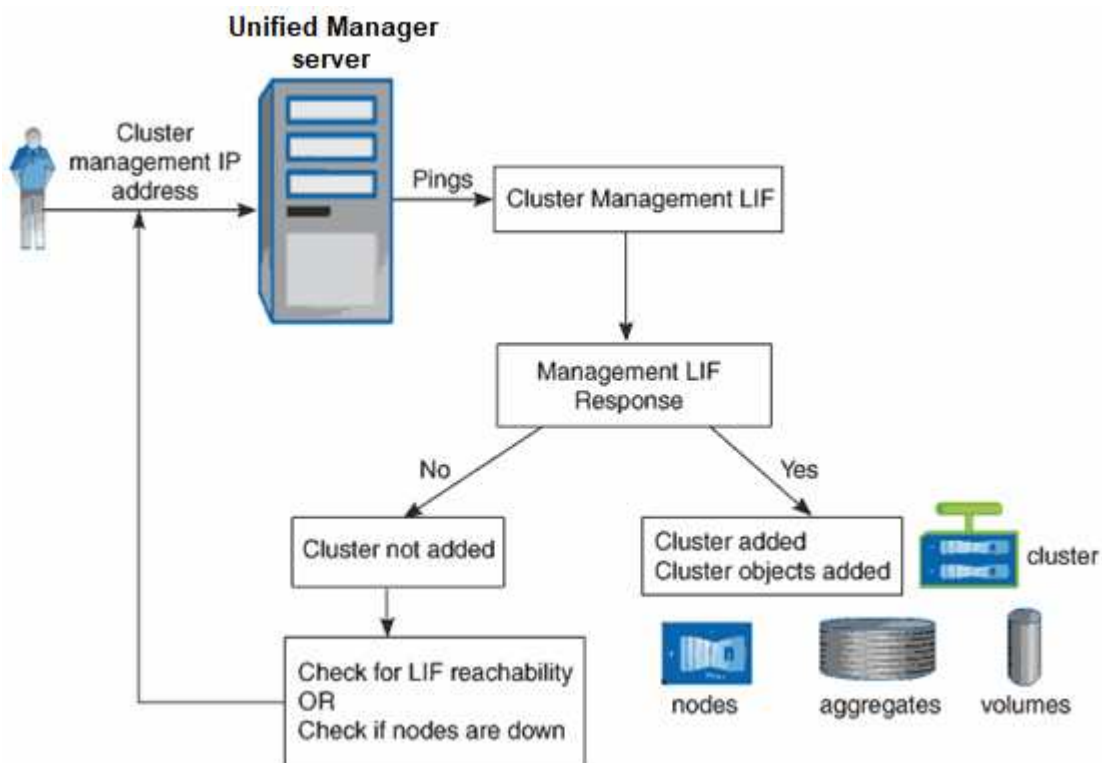 Unified Manager
server
Cluster
management IP
address
Pings
Cluster Management LIF
Management LIF
Response
No
Yes
Cluster not added
Cluster added
Cluster objects added
cluster
Check for LIF reachability
OR
Check if nodes are down
nodes
aggregates
volumes